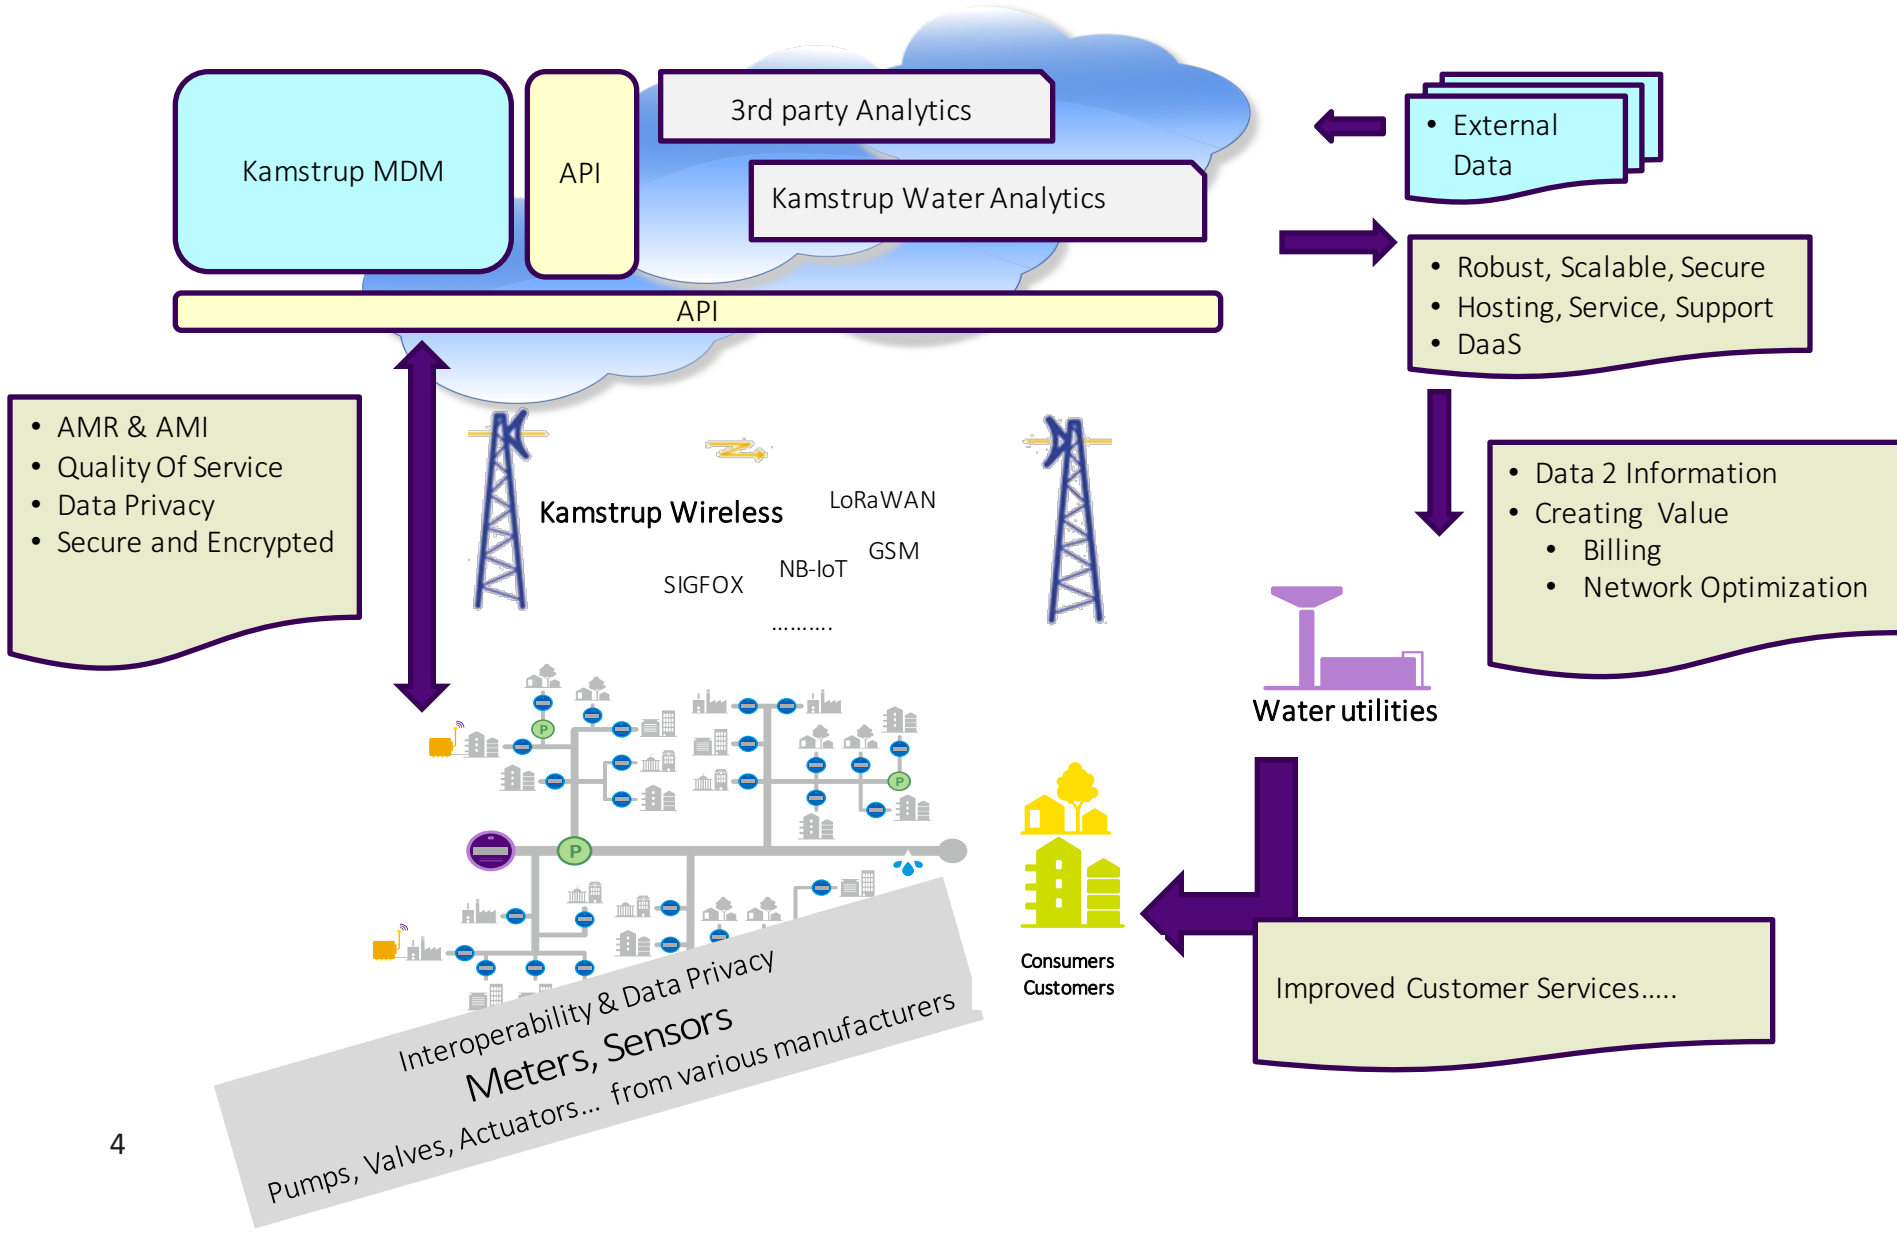 Kamstrup MDM
API
3rd party Analytics
Kamstrup Water Analytics
API
• External
Data
• Robust, Scalable, Secure
• Hosting, Service, Support
• DaaS
• AMR & AMI
• Quality Of Service
• Data Privacy
• Secure and Encrypted
Kamstrup Wireless
LoRaWAN
GSM
NB-IoT
SIGFOX
..........
• Data 2 Information
• Creating Value
• Billing
• Network Optimization
Water utilities
P
P
P
Consumers
Customers
Improved Customer Services.....
Interoperability & Data Privacy
Meters, Sensors
Pumps, Valves, Actuators... from various manufacturers
4